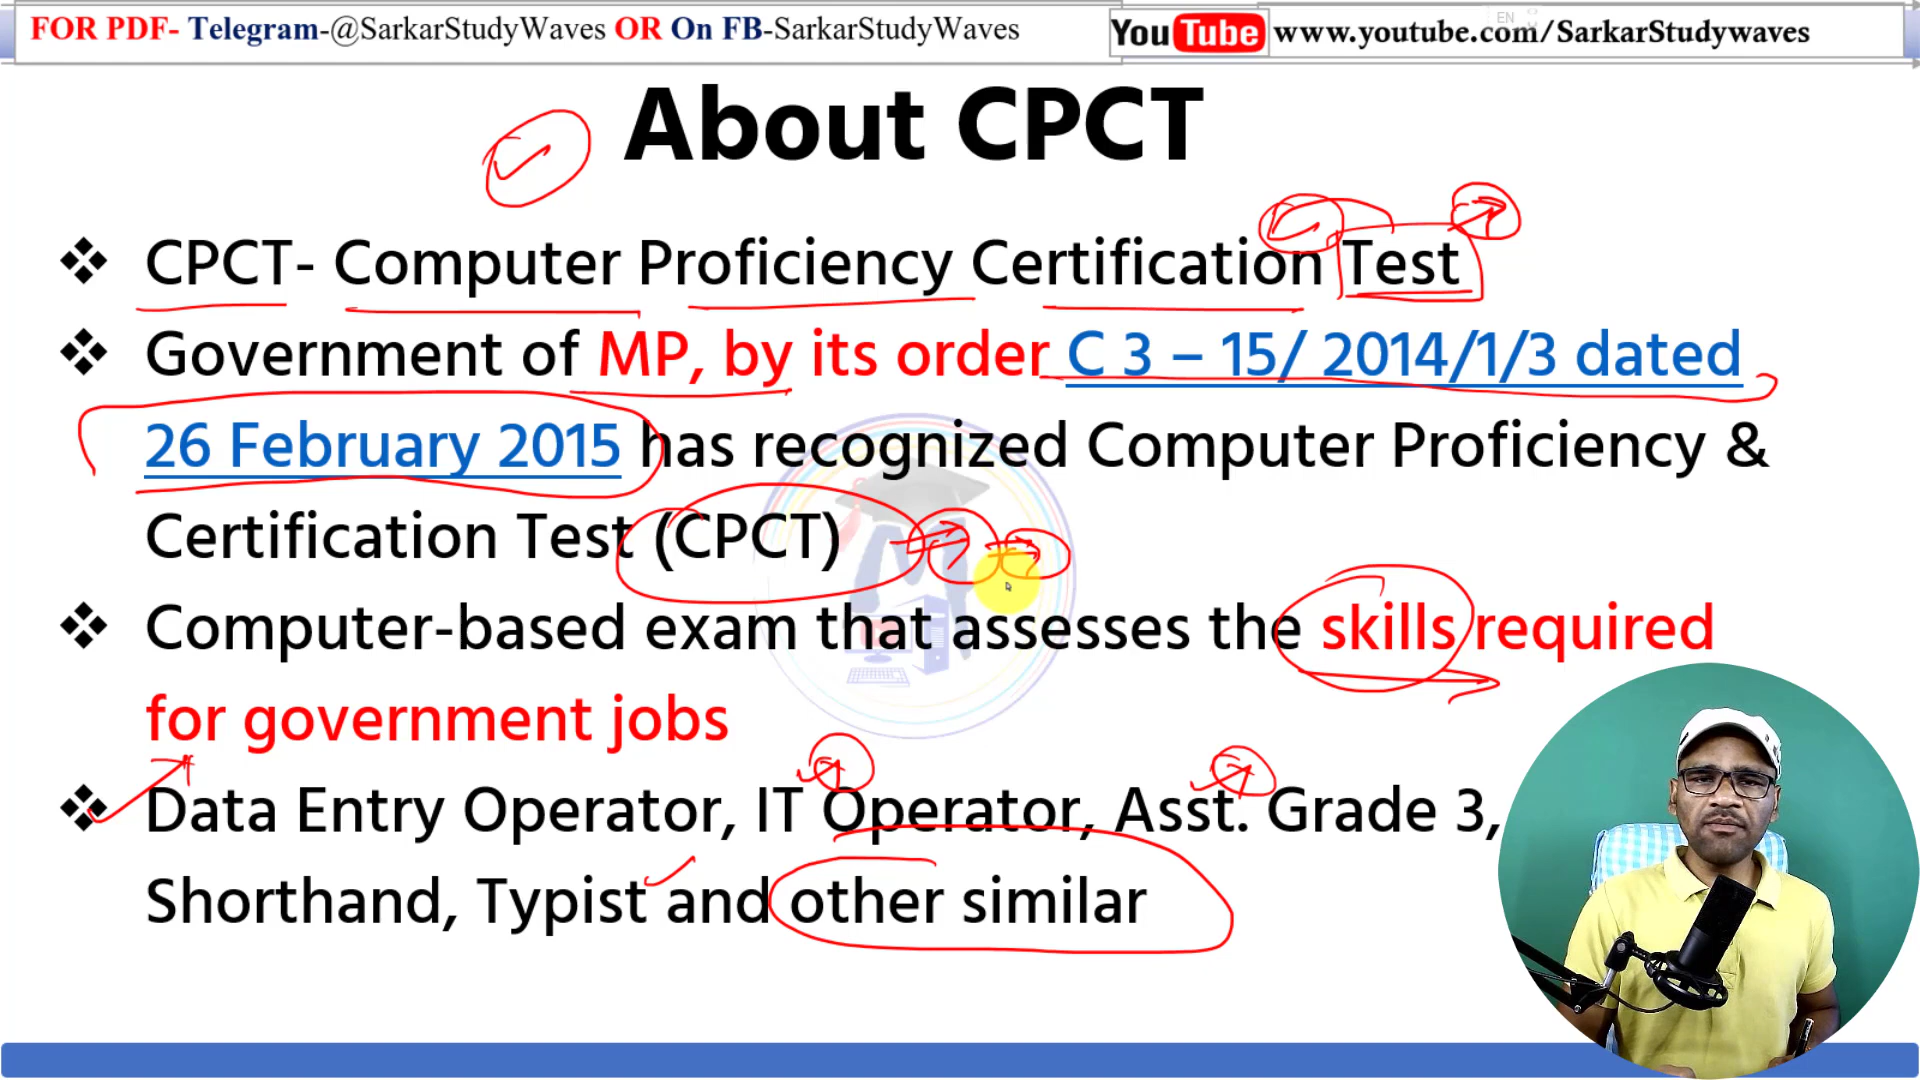 FOR PDF- Telegram-@SarkarStudyWaves OR On FB-SarkarStudyWaves
YouTube www.youtube.com/SarkarStudywaves
EN
About CPCT
❖ CPCT- Computer Proficiency Certification Test
❖ Government of MP, by its order C 3 – 15/ 2014/1/3 dated
26 February 2015 has recognized Computer Proficiency &
Certification Test (CPCT)
❖ Computer-based exam that assesses the skills required
for government jobs
❖ Data Entry Operator, IT Operator, Asst. Grade 3,
Shorthand, Typist and other similar